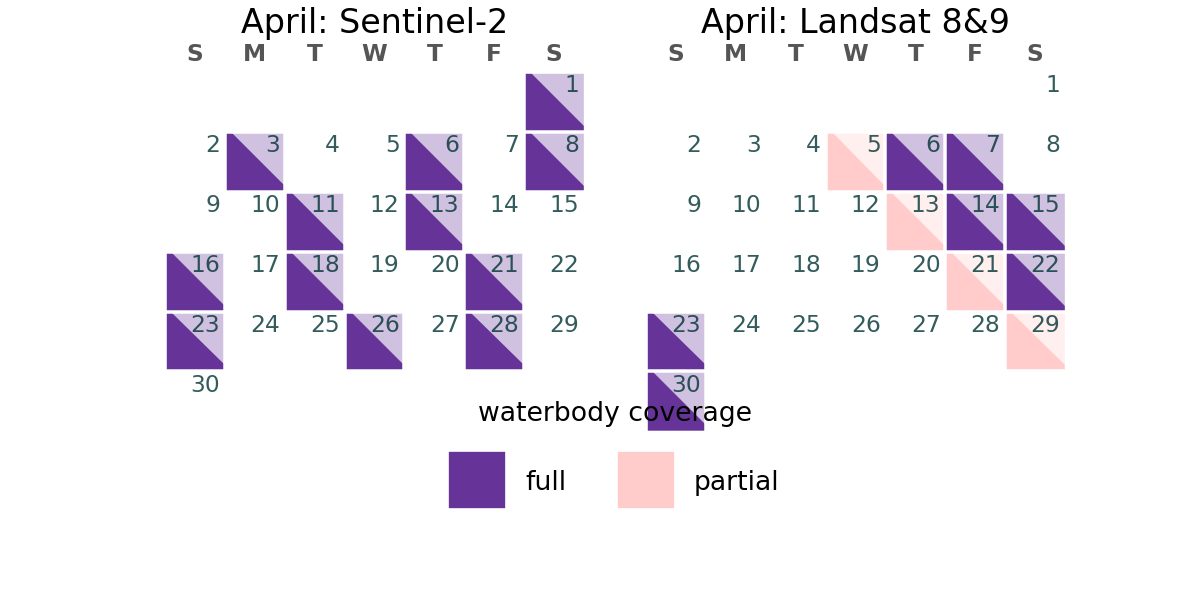 April: Sentinel-2
S M T W T F S
1
2 3 4 5 6 7 8
9 10 11 12 13 14 15
16 17 18 19 20 21 22
23 24 25 26 27 28 29
30
April: Landsat 8&9
S M T W T F S
1
2 3 4 5 6 7 8
9 10 11 12 13 14 15
16 17 18 19 20 21 22
23 24 25 26 27 28 29
30
waterbody coverage
full partial